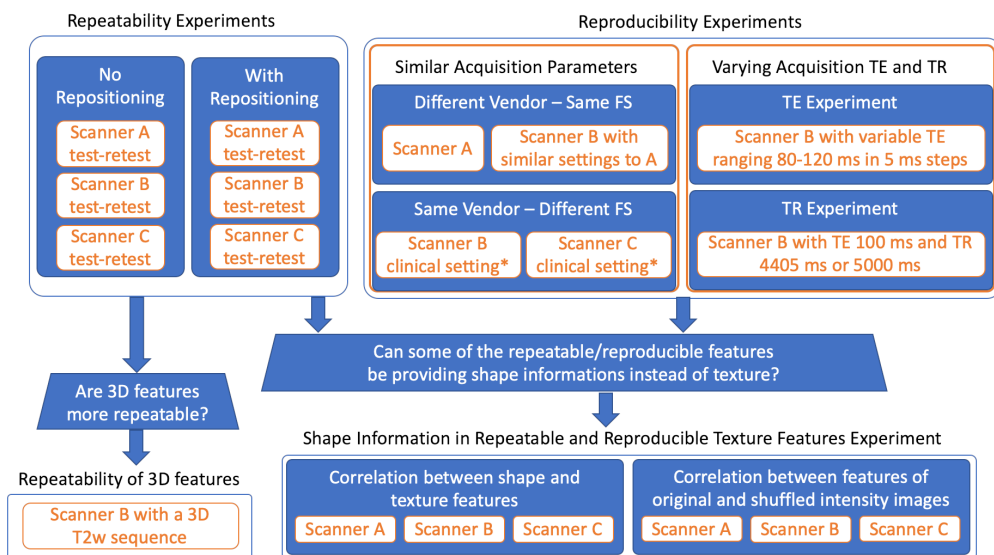 Repeatability Experiments
No
Repositioning
Scanner A
test-retest
Scanner B
test-retest
Scanner C
test-retest
With
Repositioning
Scanner A
test-retest
Scanner B
test-retest
Scanner C
test-retest
Reproducibility Experiments
Similar Acquisition Parameters
Different Vendor – Same FS
Scanner A
Scanner B with
similar settings to A
Same Vendor – Different FS
Scanner B
clinical setting*
Scanner C
clinical setting*
Varying Acquisition TE and TR
TE Experiment
Scanner B with variable TE
ranging 80-120 ms in 5 ms steps
TR Experiment
Scanner B with TE 100 ms and TR
4405 ms or 5000 ms
Are 3D features
more repeatable?
Can some of the repeatable/reproducible features
be providing shape informations instead of texture?
Repeatability of 3D features
Scanner B with a 3D
T2w sequence
Shape Information in Repeatable and Reproducible Texture Features Experiment
Correlation between shape and
texture features
Scanner A
Scanner B
Scanner C
Correlation between features of
original and shuffled intensity images
Scanner A
Scanner B
Scanner C